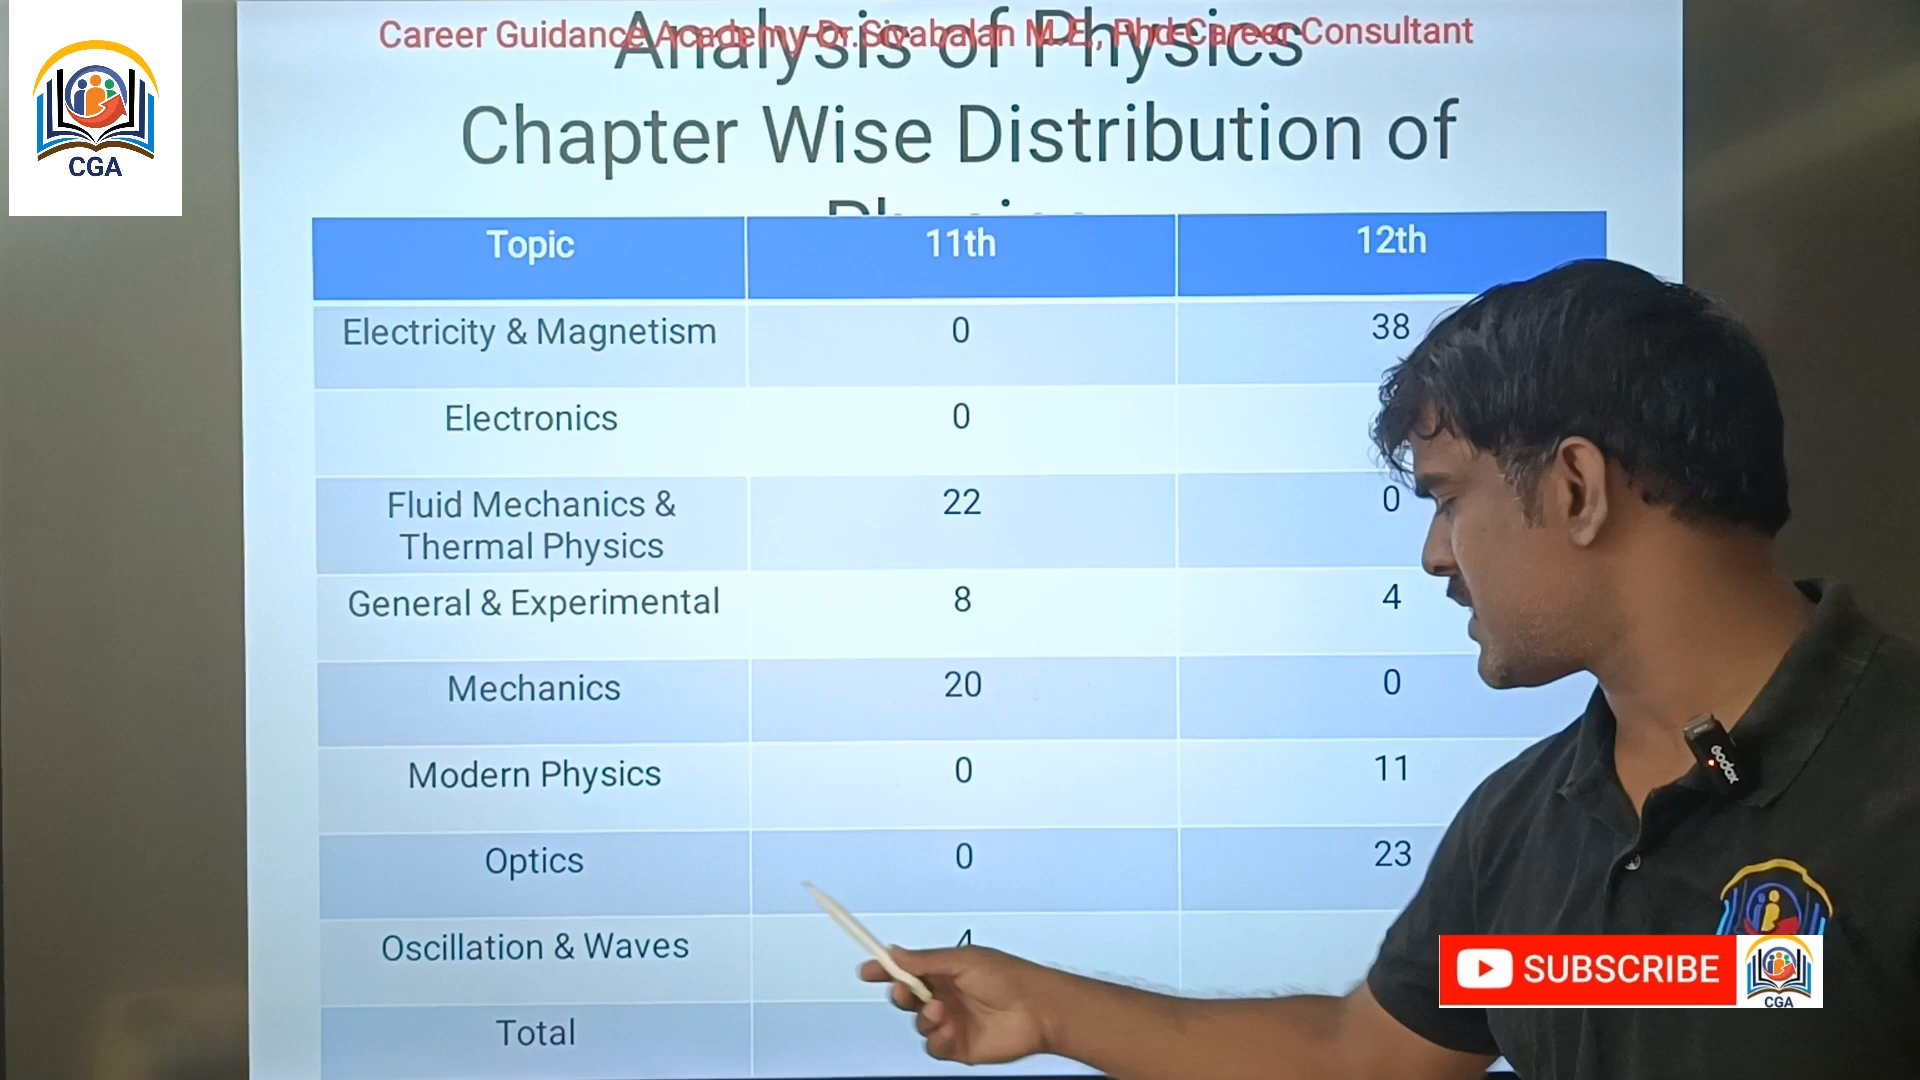 Career Guidance Academy-Dr.Sivabalan M.E., Phd-Career Consultant
Analysis of Physics
Chapter Wise Distribution of
CGA
Topic 11th 12th
Electricity & Magnetism 0 38
Electronics 0
Fluid Mechanics & 22 0
Thermal Physics
General & Experimental 8 4
Mechanics 20 0
Modern Physics 0 11
Optics 0 23
Oscillation & Waves 4
Total
Godox
SUBSCRIBE
CGA